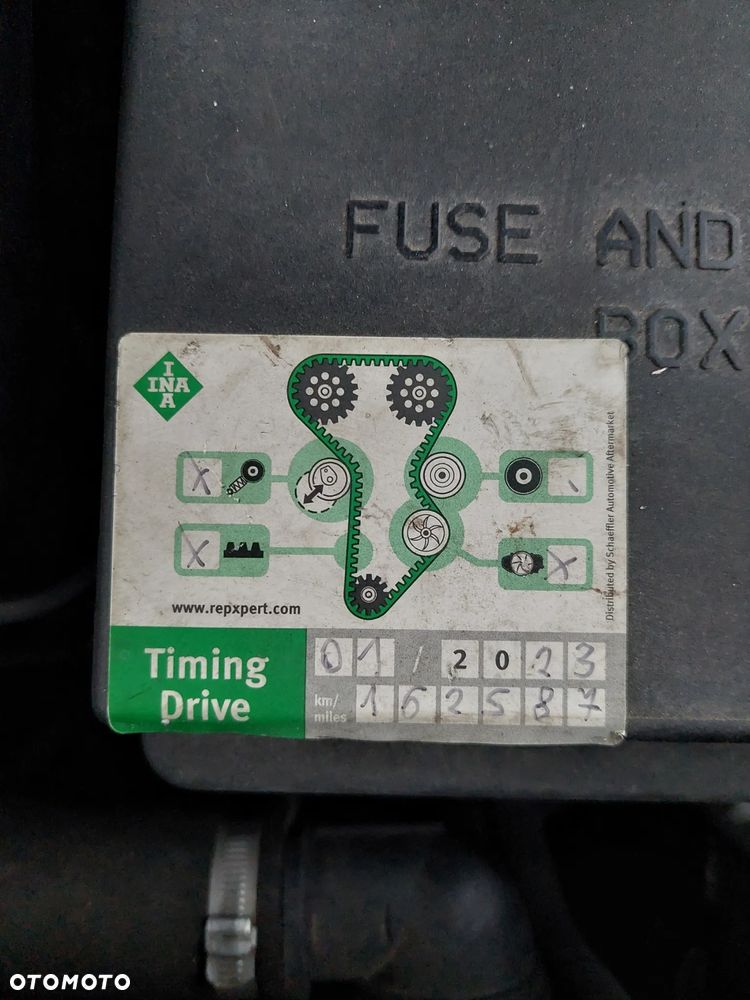 FUSE AND
BOX
INA
INA
X
X
X
www.repxpert.com
Distributed by Schaeffler Automotive Aftermarket
Timing
Drive
01 / 2023
km/
miles
162587
OTOMOTO